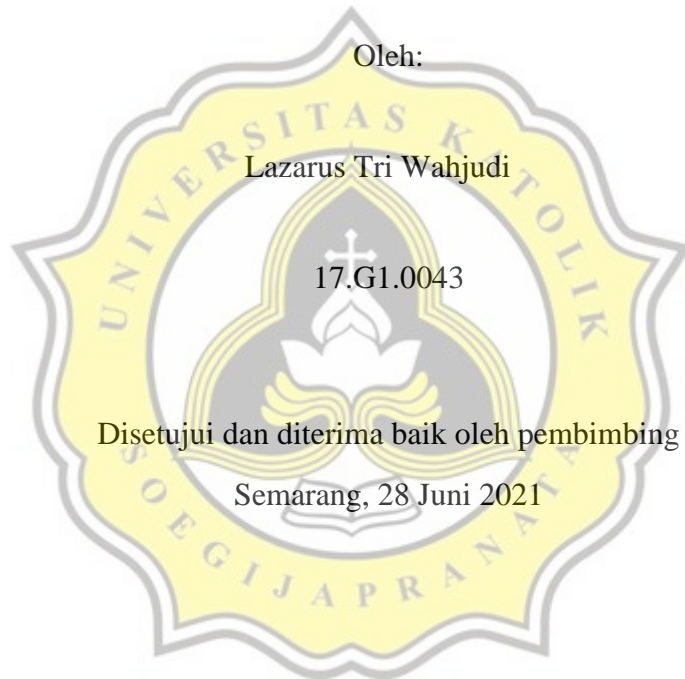 Oleh:
UNIVERSITAS KATOLIK
Lazarus Tri Wahjudi
17.G1.0043
Disetujui dan diterima baik oleh pembimbing
Semarang, 28 Juni 2021
SOEGIJAPRANATA